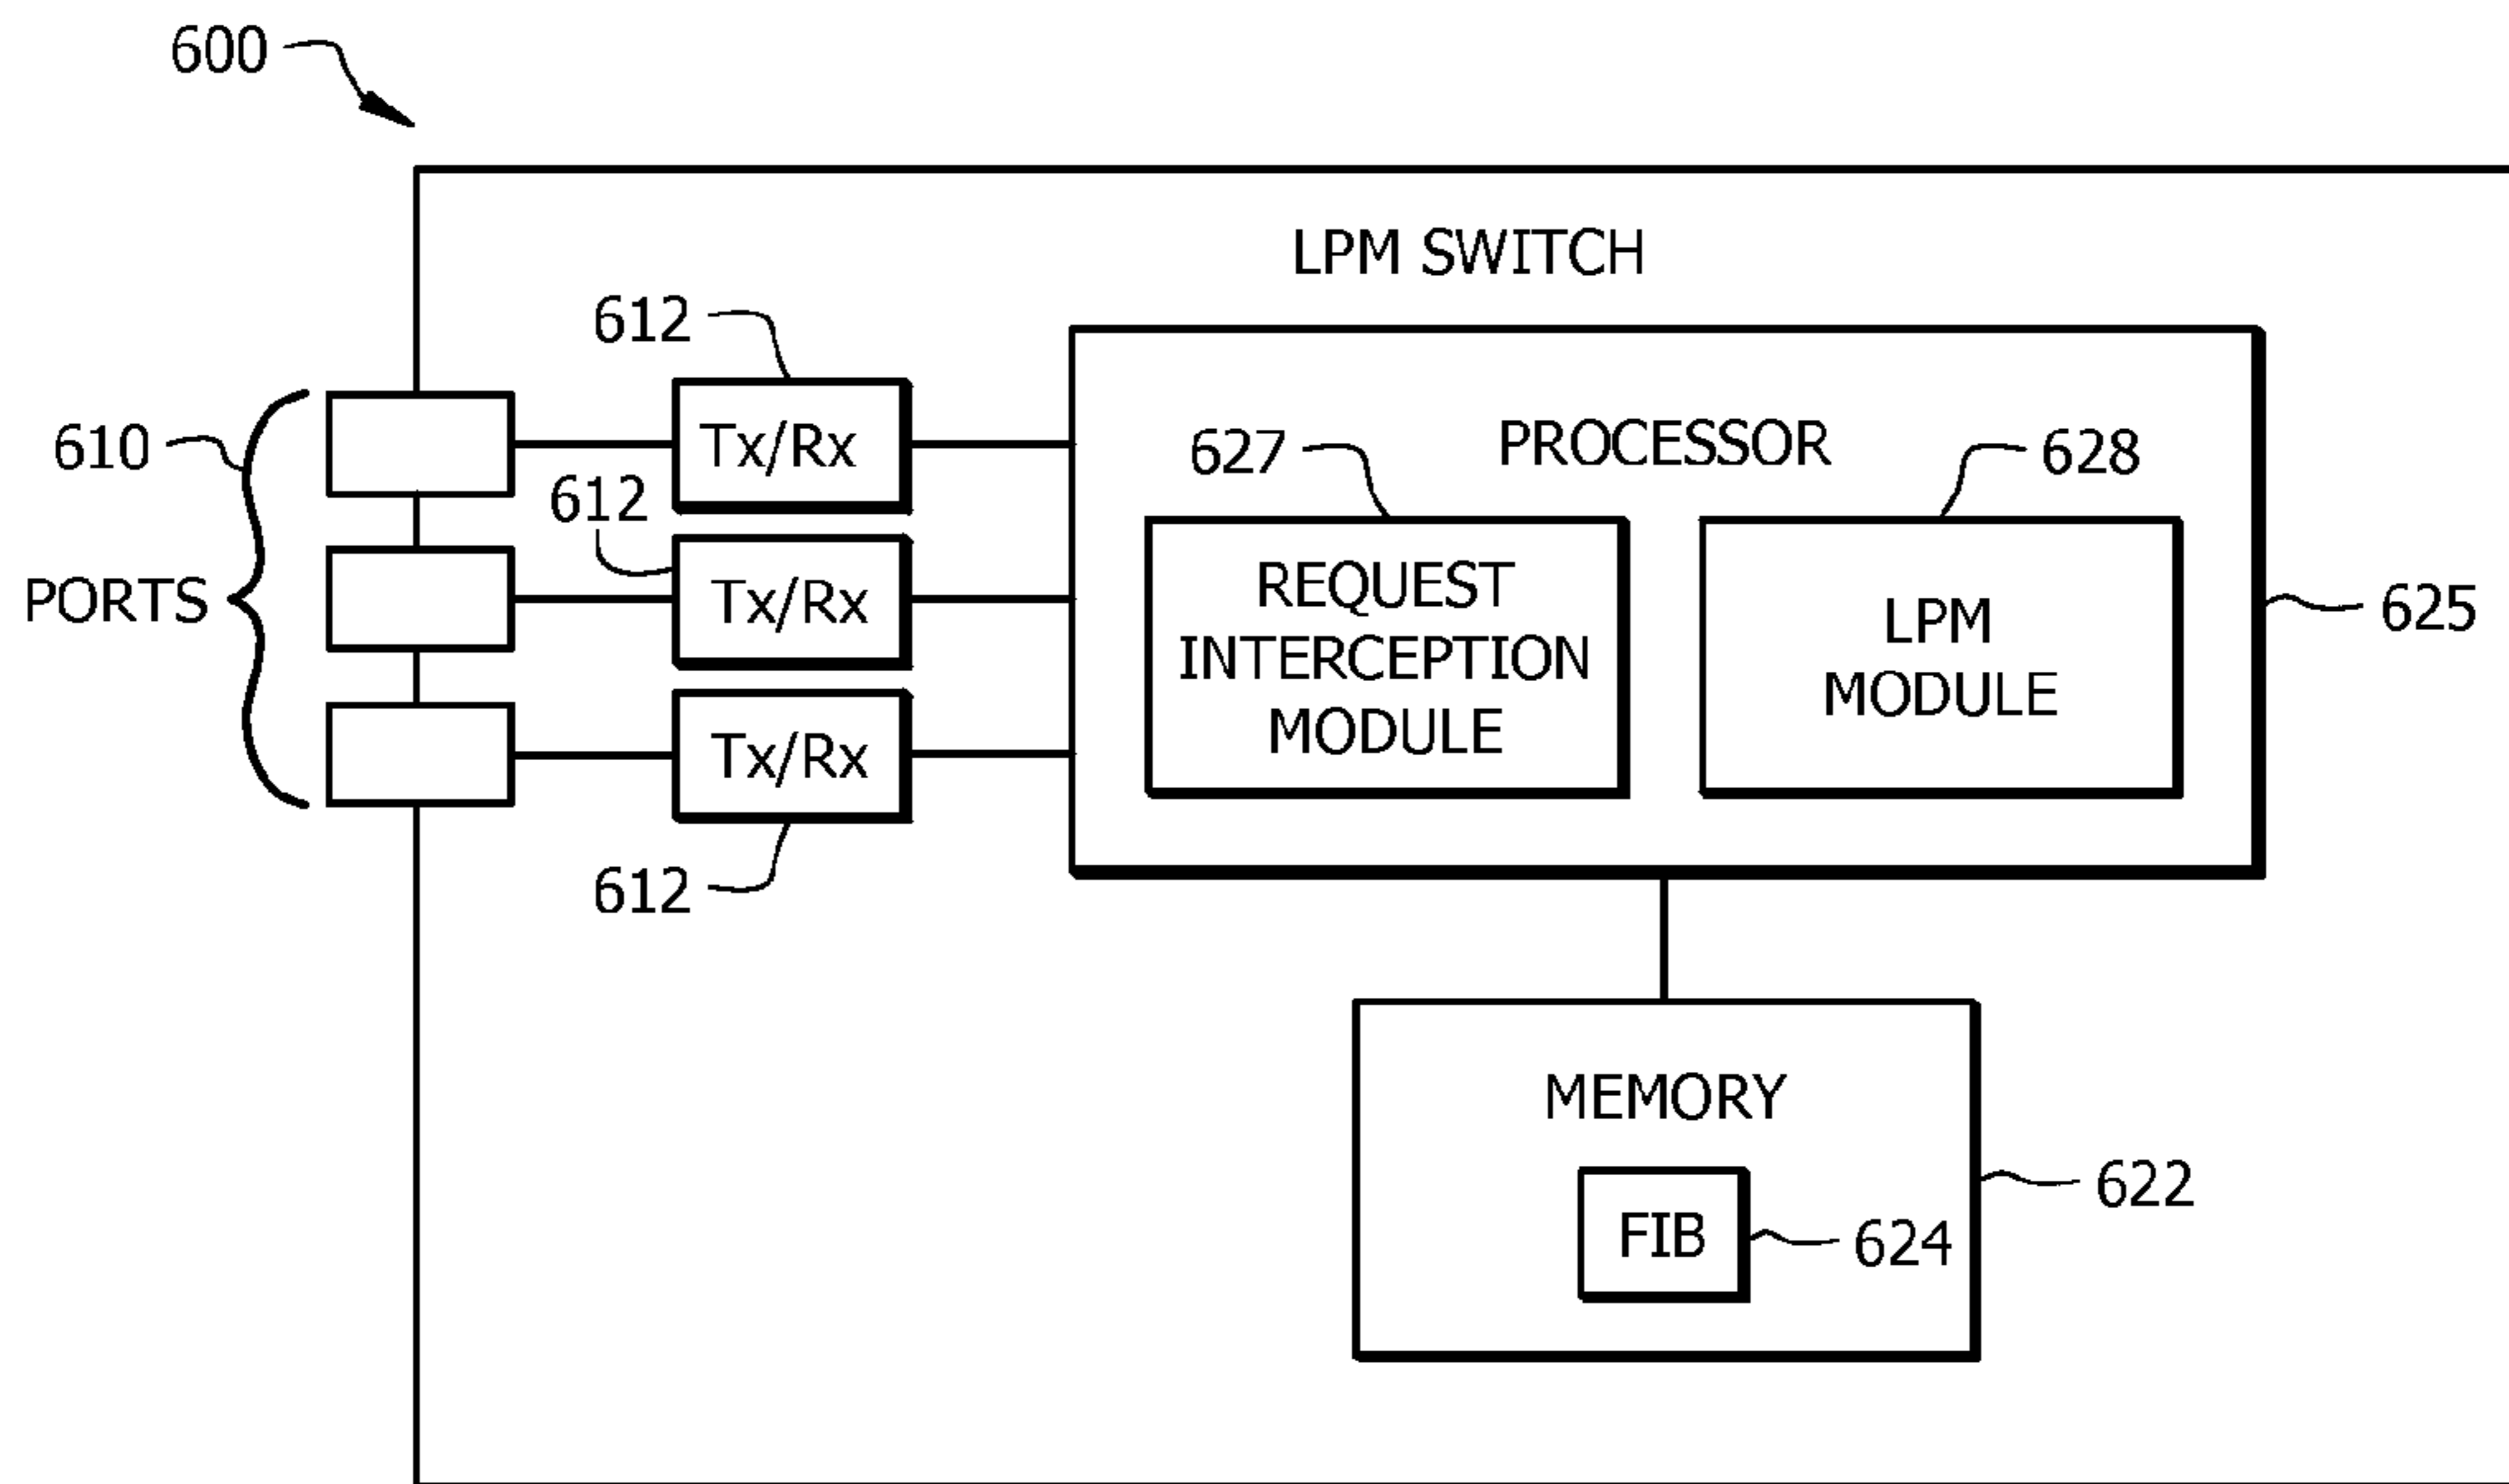 600
LPM SWITCH
612
610
Tx/Rx
627
PROCESSOR
628
612
PORTS
Tx/Rx
REQUEST
INTERCEPTION
MODULE
LPM
MODULE
625
Tx/Rx
612
MEMORY
622
FIB
624